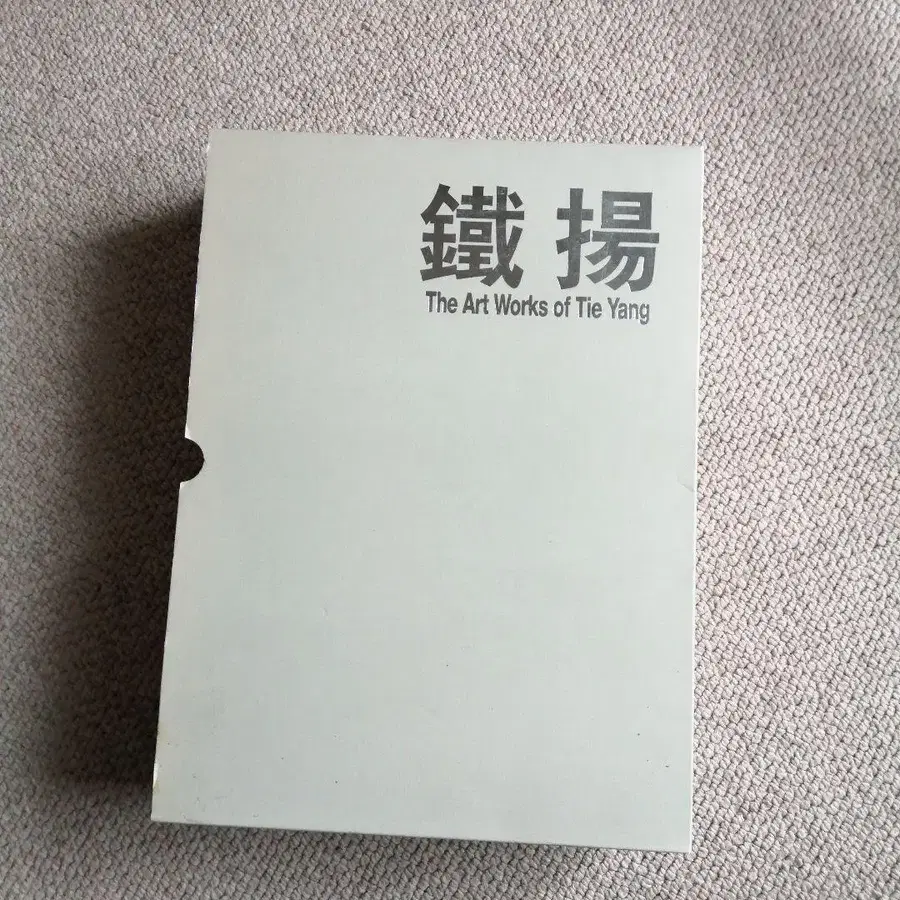 鐵揚
The Art Works of Tie Yang